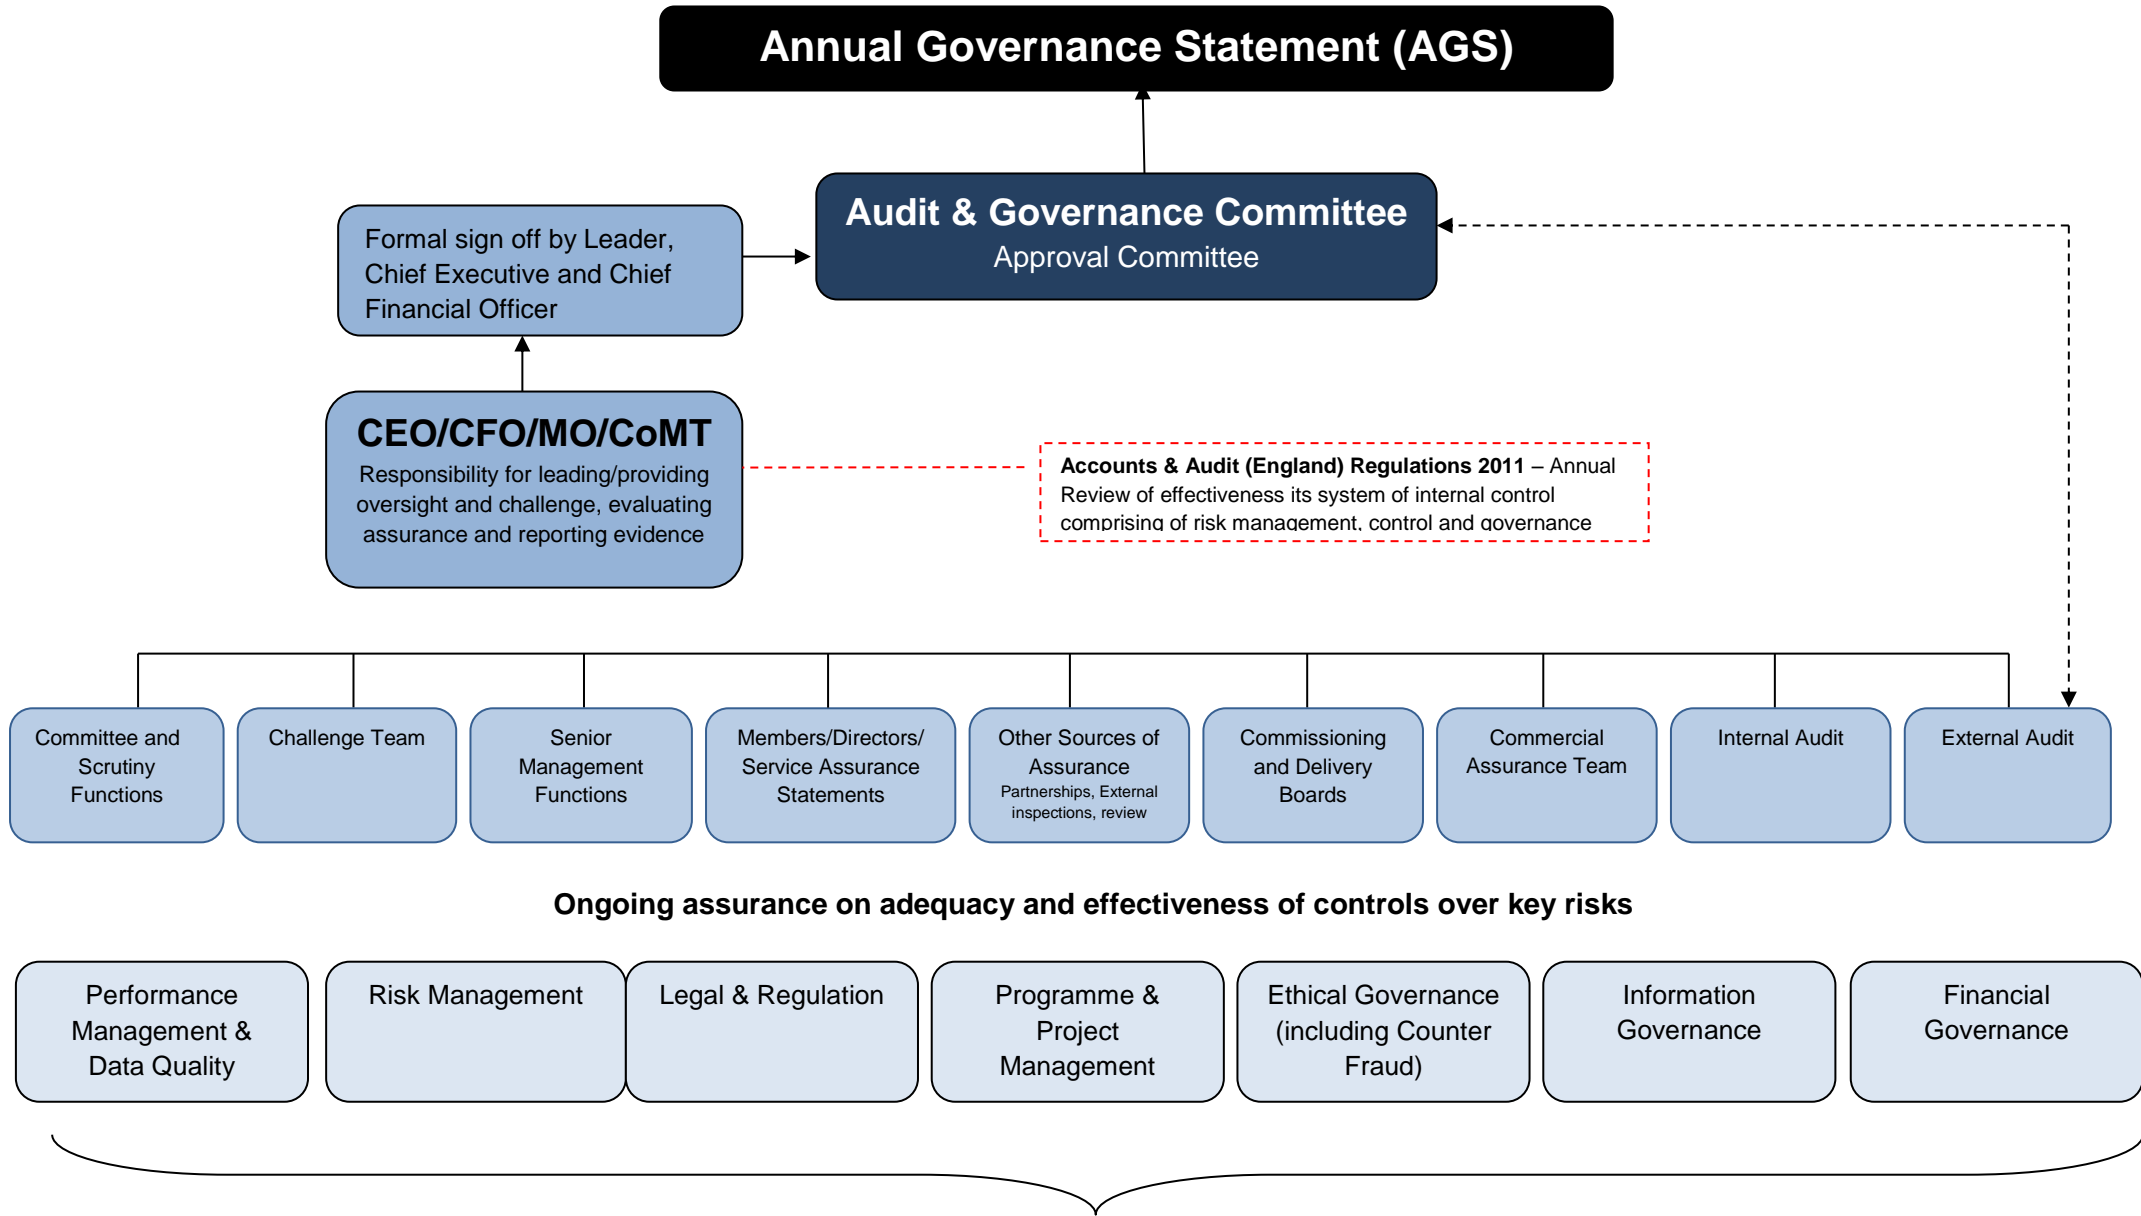 Annual Governance Statement (AGS)
Audit & Governance Committee
Approval Committee
Formal sign off by Leader,
Chief Executive and Chief
Financial Officer
CEO/CFO/MO/CoMT
Responsibility for leading/providing
oversight and challenge, evaluating
assurance and reporting evidence
Accounts & Audit (England) Regulations 2011 – Annual
Review of effectiveness its system of internal control
comprising of risk management, control and governance
Committee and
Scrutiny
Functions
Challenge Team
Senior
Management
Functions
Members/Directors/
Service Assurance
Statements
Other Sources of
Assurance
Partnerships, External
inspections, review
Commissioning
and Delivery
Boards
Commercial
Assurance Team
Internal Audit
External Audit
Ongoing assurance on adequacy and effectiveness of controls over key risks
Performance
Management &
Data Quality
Risk Management
Legal & Regulation
Programme &
Project
Management
Ethical Governance
(including Counter
Fraud)
Information
Governance
Financial
Governance